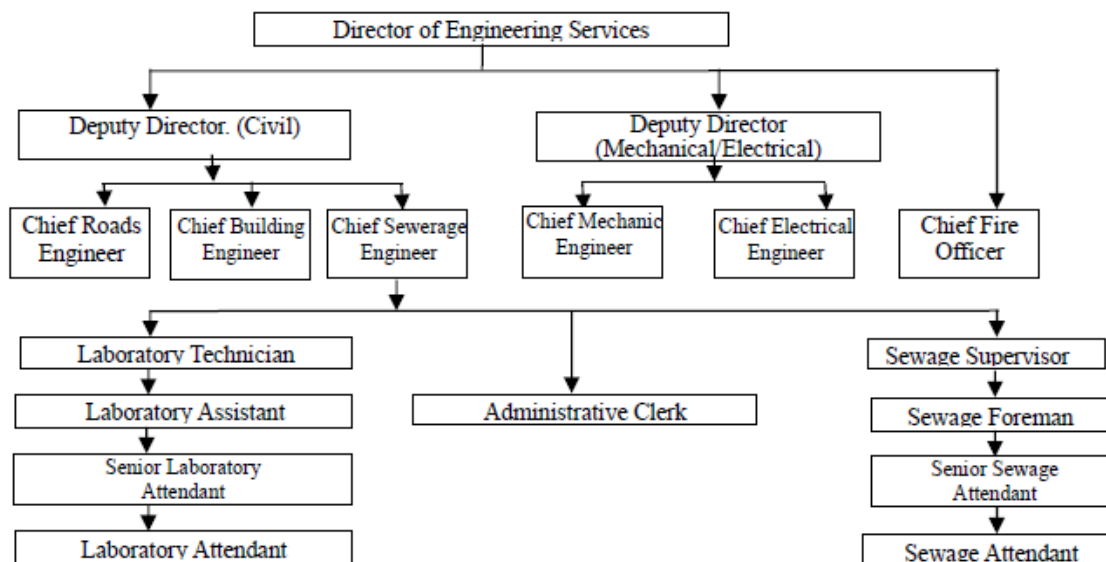 Director of Engineering Services
Deputy Director. (Civil)
Deputy Director
(Mechanical/Electrical)
Chief Roads
Engineer
Chief Building
Engineer
Chief Sewerage
Engineer
Chief Mechanic
Engineer
Chief Electrical
Engineer
Chief Fire
Officer
Laboratory Technician
Sewage Supervisor
Laboratory Assistant
Administrative Clerk
Sewage Foreman
Senior Laboratory
Attendant
Senior Sewage
Attendant
Laboratory Attendant
Sewage Attendant